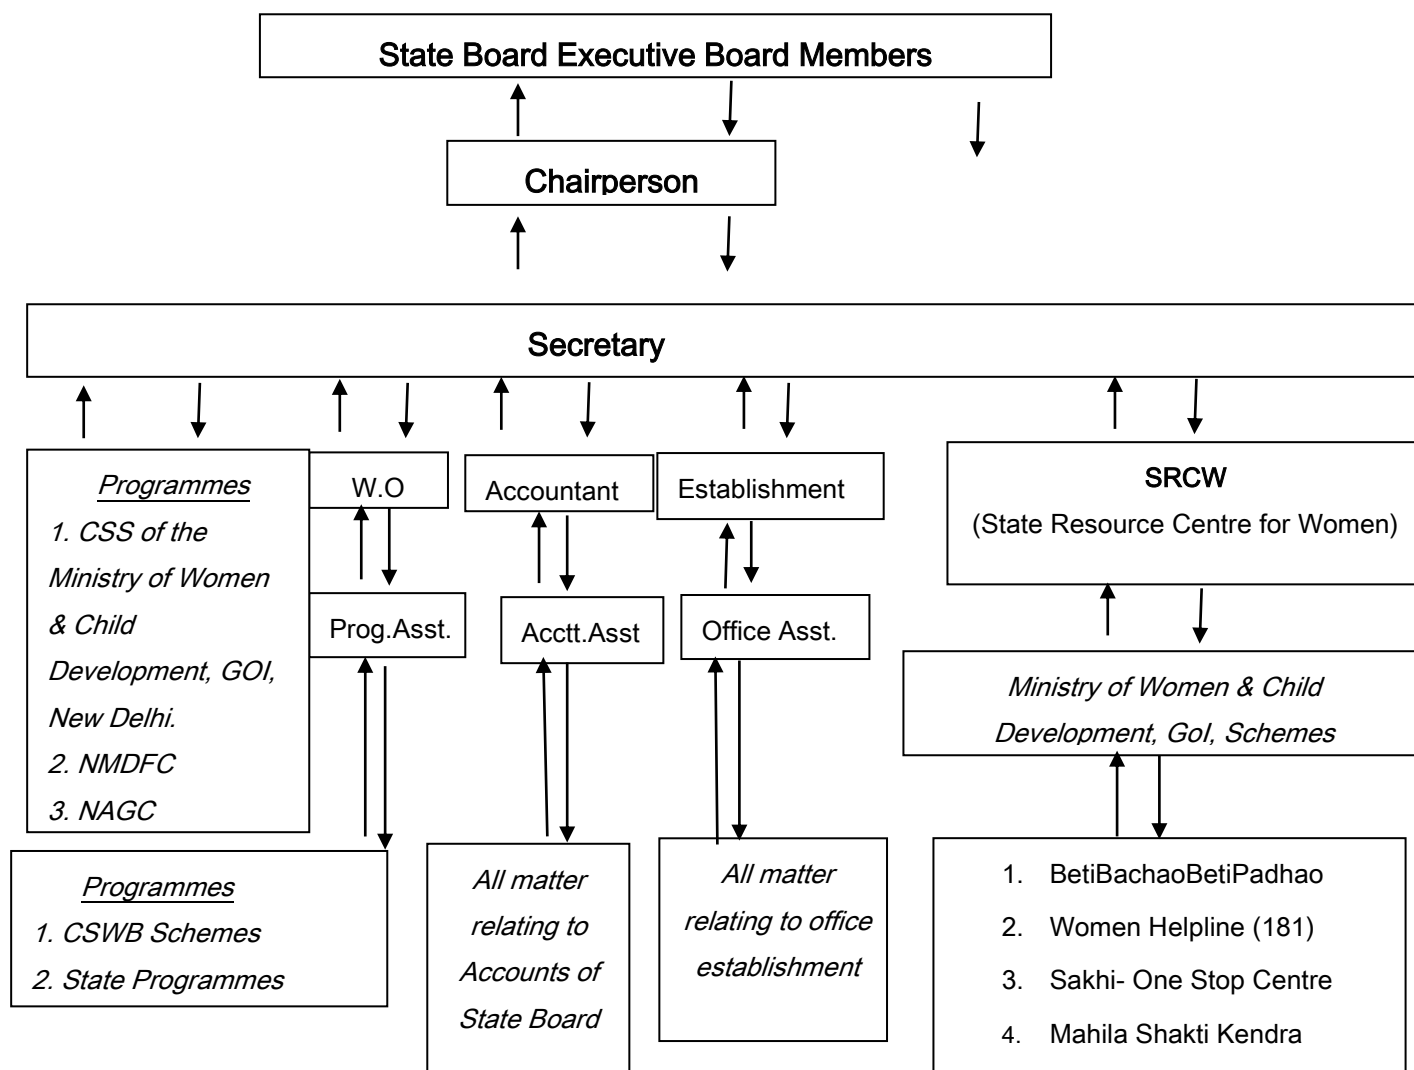 State Board Executive Board Members
Chairperson
Secretary
Programmes
1. CSS of the
Ministry of Women
& Child
Development, GOI,
New Delhi.
2. NMDFC
3. NAGC
W.O
Accountant
Establishment
SRCW
(State Resource Centre for Women)
Prog.Asst.
Acctt.Asst
Office Asst.
Ministry of Women & Child
Development, GoI, Schemes
Programmes
1. CSWB Schemes
2. State Programmes
All matter
relating to
Accounts of
State Board
All matter
relating to office
establishment
1. BetiBachaoBetiPadhao
2. Women Helpline (181)
3. Sakhi- One Stop Centre
4. Mahila Shakti Kendra